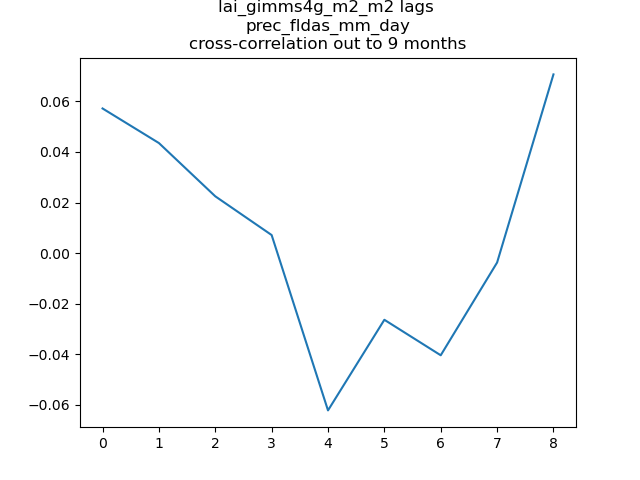 lai_gimms4g_m2_m2 lags
prec_fldas_mm_day
cross-correlation out to 9 months
0.06
0.04
0.02
0.00
−0.02
−0.04
−0.06
0 1 2 3 4 5 6 7 8